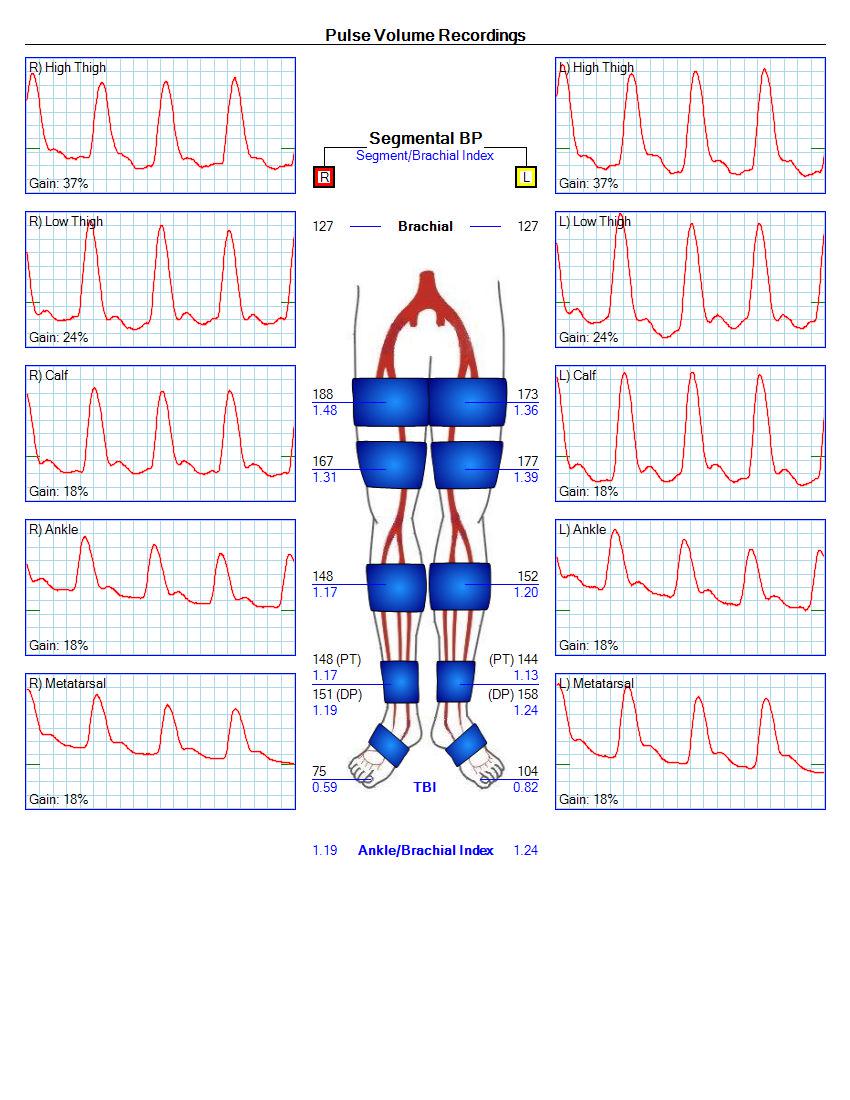 Pulse Volume Recordings
R) High Thigh
Gain: 37%
L) High Thigh
Gain: 37%
Segmental BP
Segment/Brachial Index
R
L
127 Brachial 127
R) Low Thigh
Gain: 24%
L) Low Thigh
Gain: 24%
R) Calf
Gain: 18%
L) Calf
Gain: 18%
188 173
1.48 1.36
167 177
1.31 1.39
R) Ankle
Gain: 18%
L) Ankle
Gain: 18%
148 152
1.17 1.20
148 (PT) (PT) 144
1.17 1.13
151 (DP) (DP) 158
1.19 1.24
R) Metatarsal
Gain: 18%
L) Metatarsal
Gain: 18%
75 104
0.59 TBI 0.82
1.19 Ankle/Brachial Index 1.24